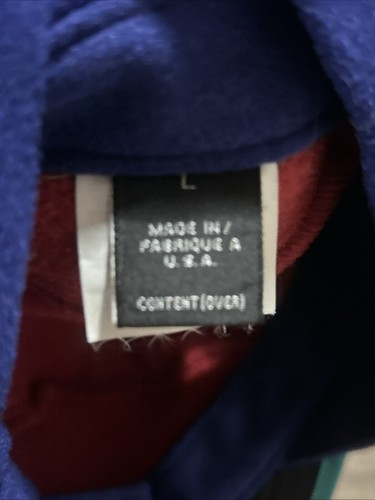 L
MADE IN/
FABRIQUE A
U.S.A.
CONTENT(OVER)